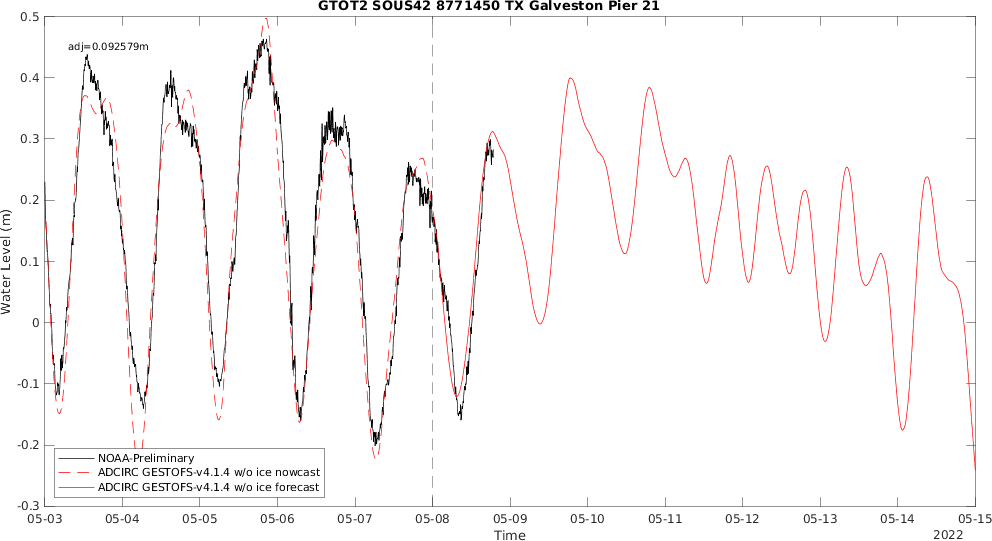 GTOT2 SOUS42 8771450 TX Galveston Pier 21
0.5
adj=0.092579m
0.4
0.3
0.2
0.1
0
-0.1
-0.2
-0.3
Water Level (m)
NOAA-Preliminary
ADCIRC GESTOFS-v4.1.4 w/o ice nowcast
ADCIRC GESTOFS-v4.1.4 w/o ice forecast
05-03 05-04 05-05 05-06 05-07 05-08 05-09 05-10 05-11 05-12 05-13 05-14 05-15
Time
2022